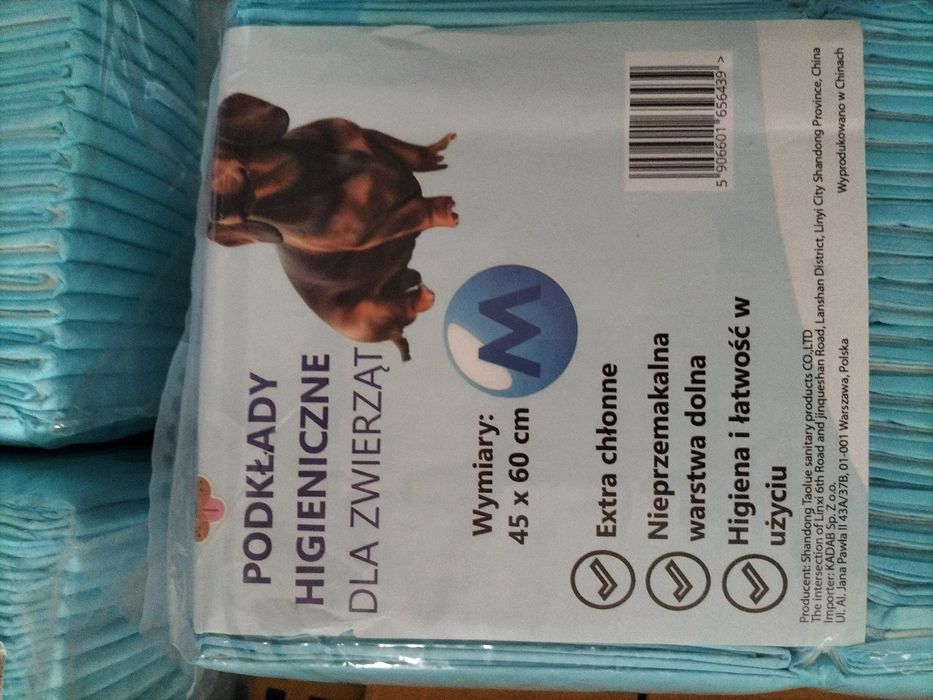 PODKŁADY
HIGIENICZNE
DLA ZWIERZĄT
Wymiary:
45 x 60 cm
M
Extra chłonne
Nieprzemakalna
warstwa dolna
Higiena i łatwość w
użyciu
5 906601 656439 >
Producent: Shandong Taolue sanitary products CO.,LTD
The intersection of Linxi 6th Road and jinqueshan Road, Lanshan District, Linyi City Shandong Province, China
Importer: KADAB Sp. Z o.o.
Ul. Al. Jana Pawła II 43A/37B, 01-001 Warszawa, Polska
Wyprodukowano w Chinach